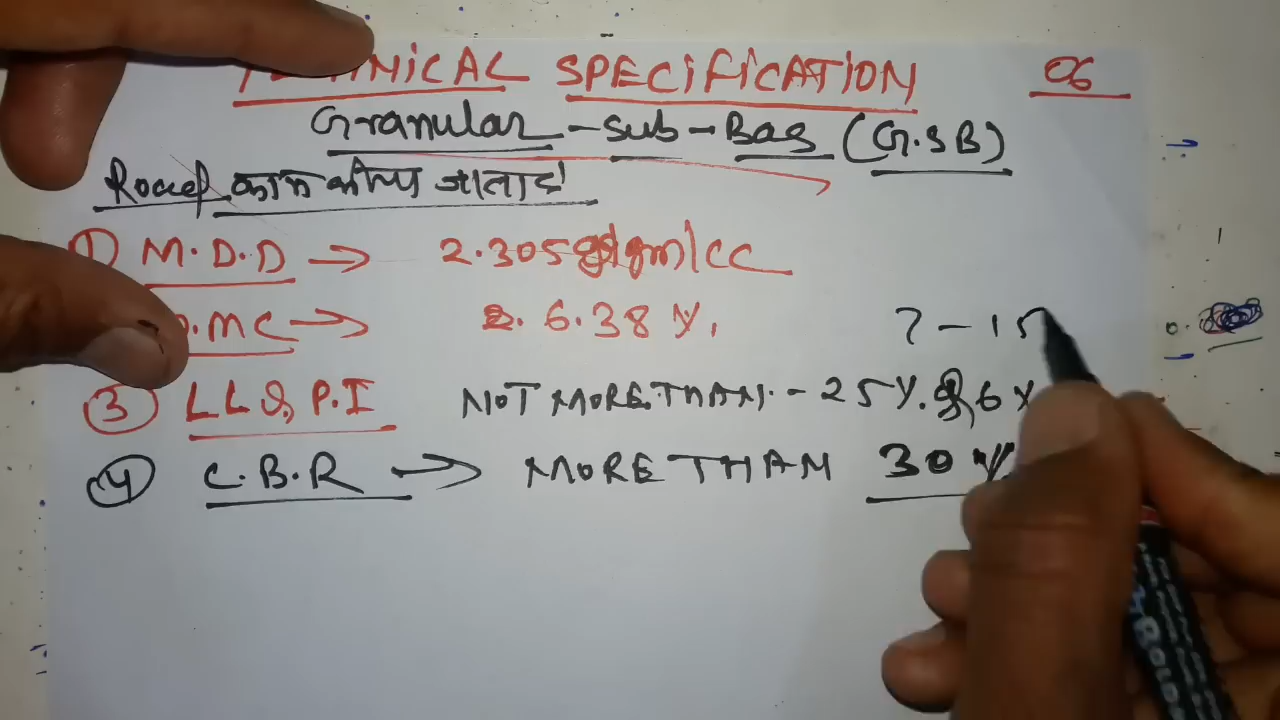 TECHNICAL SPECIFICATION 06
Granular - Sub - Bas (G.S B)
Road काम
① M.D.D → 2.305 gm/cc
O.MC → 6.38 %.
③ LL & P.I NOT MORE THAN - 25 %. & 6 %
④ C.B.R → MORE THAN 30 %
7 - 15